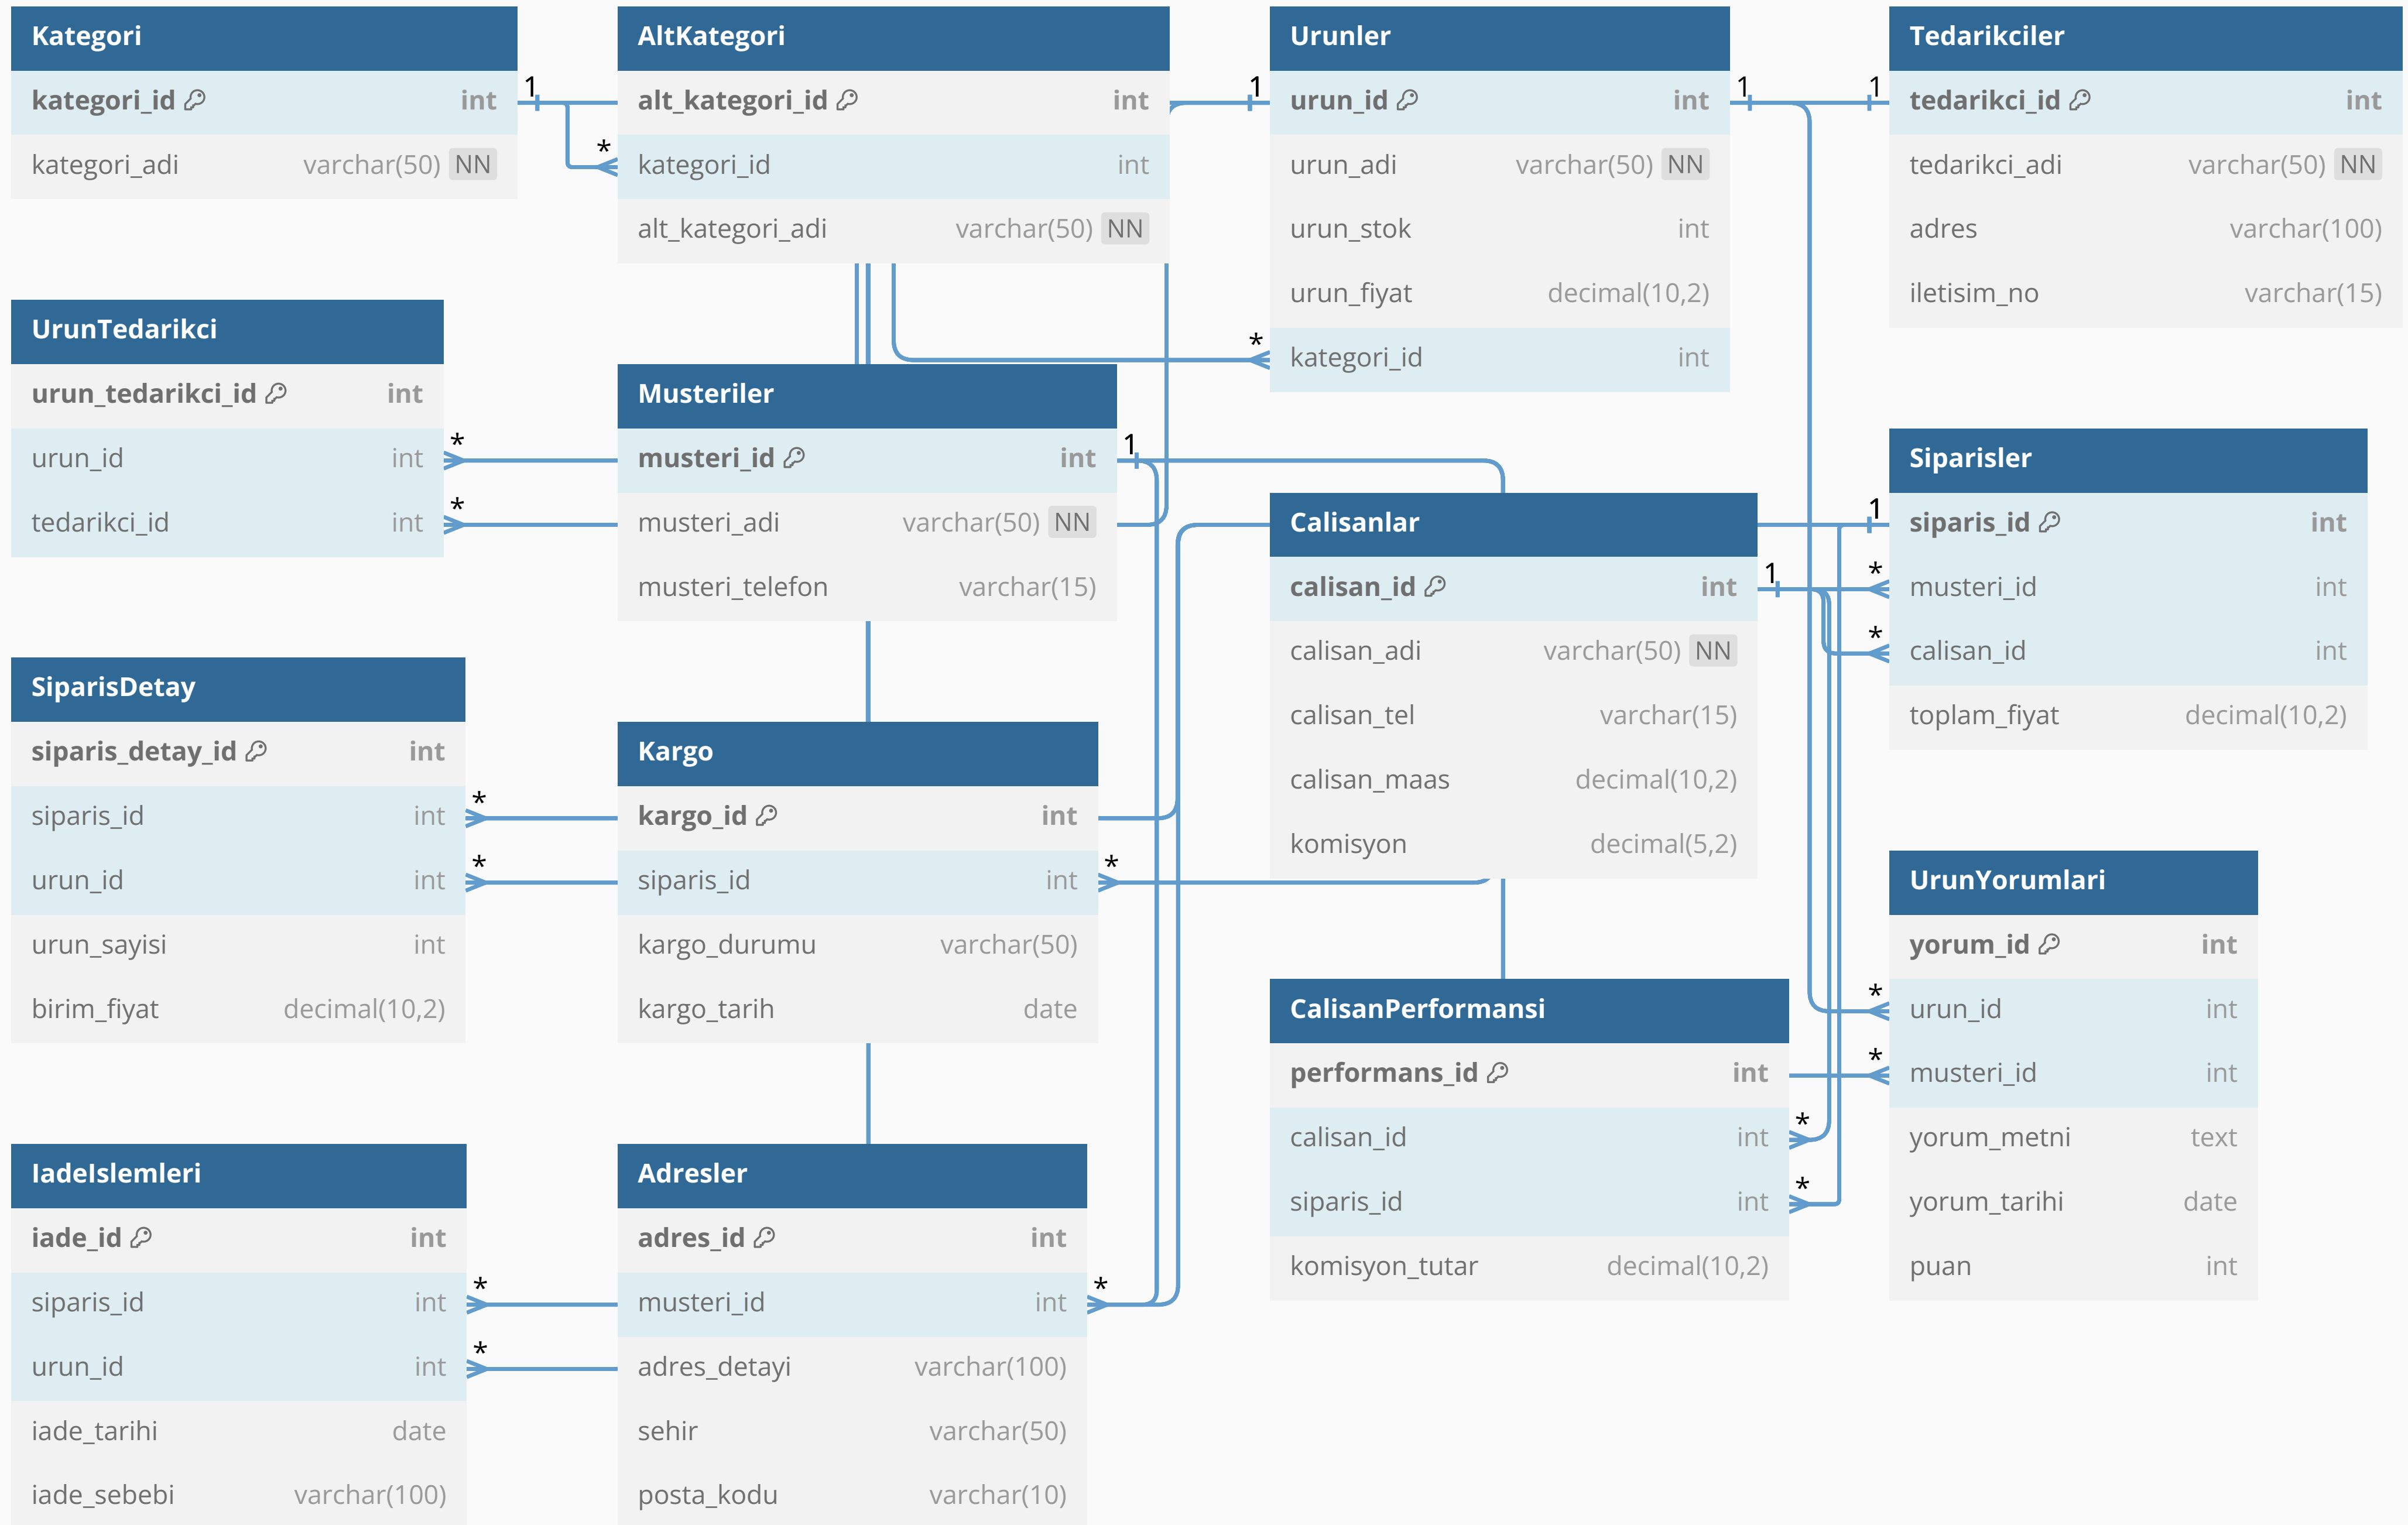 Kategori
kategori_id int
kategori_adi varchar(50) NN
1
*
AltKategori
alt_kategori_id int
kategori_id int
alt_kategori_adi varchar(50) NN
1
*
Urunler
urun_id int
urun_adi varchar(50) NN
urun_stok int
urun_fiyat decimal(10,2)
kategori_id int
1
1
Tedarikciler
tedarikci_id int
tedarikci_adi varchar(50) NN
adres varchar(100)
iletisim_no varchar(15)
UrunTedarikci
urun_tedarikci_id int
urun_id int
tedarikci_id int
*
*
Musteriler
musteri_id int
musteri_adi varchar(50) NN
musteri_telefon varchar(15)
1
Calisanlar
calisan_id int
calisan_adi varchar(50) NN
calisan_tel varchar(15)
calisan_maas decimal(10,2)
komisyon decimal(5,2)
1
1
*
*
Siparisler
siparis_id int
musteri_id int
calisan_id int
toplam_fiyat decimal(10,2)
SiparisDetay
siparis_detay_id int
siparis_id int
urun_id int
urun_sayisi int
birim_fiyat decimal(10,2)
*
*
Kargo
kargo_id int
siparis_id int
kargo_durumu varchar(50)
kargo_tarih date
*
CalisanPerformansi
performans_id int
calisan_id int
siparis_id int
komisyon_tutar decimal(10,2)
*
*
*
*
UrunYorumlari
yorum_id int
urun_id int
musteri_id int
yorum_metni text
yorum_tarihi date
puan int
IadeIslemleri
iade_id int
siparis_id int
urun_id int
iade_tarihi date
iade_sebebi varchar(100)
*
*
Adresler
adres_id int
musteri_id int
adres_detayi varchar(100)
sehir varchar(50)
posta_kodu varchar(10)
*